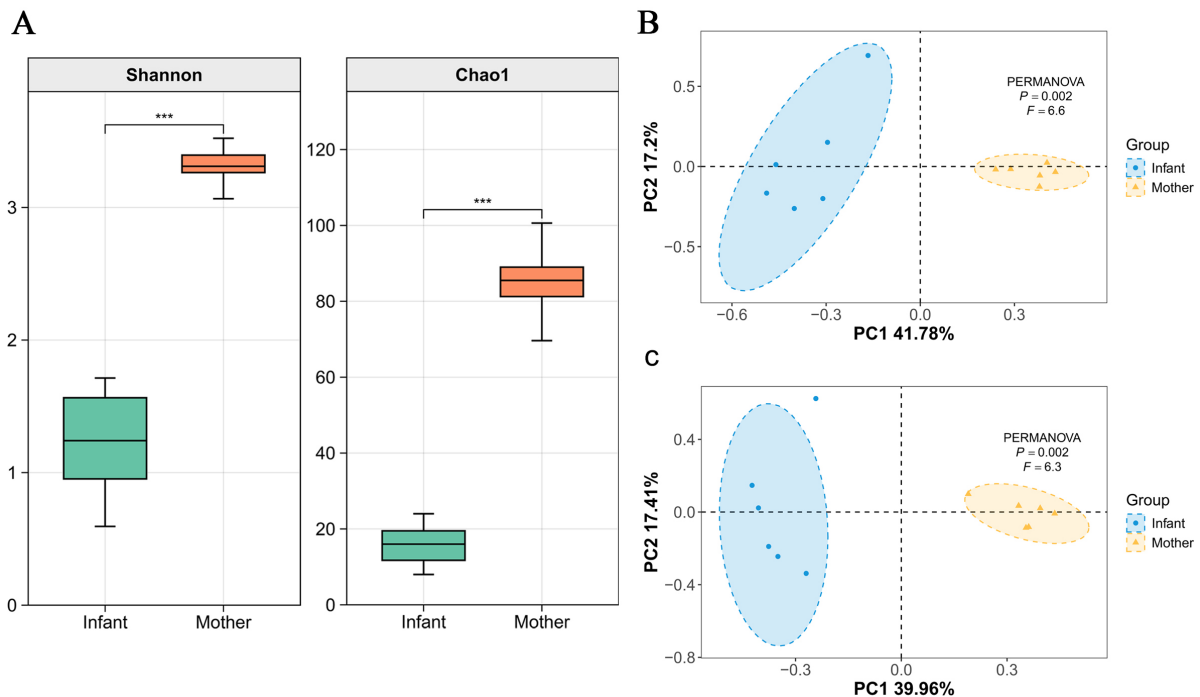 A
Shannon
***
3
2
1
0
Infant
Mother
Chao1
***
120
100
80
60
40
20
0
Infant
Mother
B
PC2 17.2%
0.5
0.0
−0.5
PERMANOVA
P = 0.002
F = 6.6
−0.6
−0.3
0.0
0.3
PC1 41.78%
Group
Infant
Mother
C
PC2 17.41%
0.4
0.0
−0.4
−0.8
PERMANOVA
P = 0.002
F = 6.3
−0.3
0.0
0.3
PC1 39.96%
Group
Infant
Mother